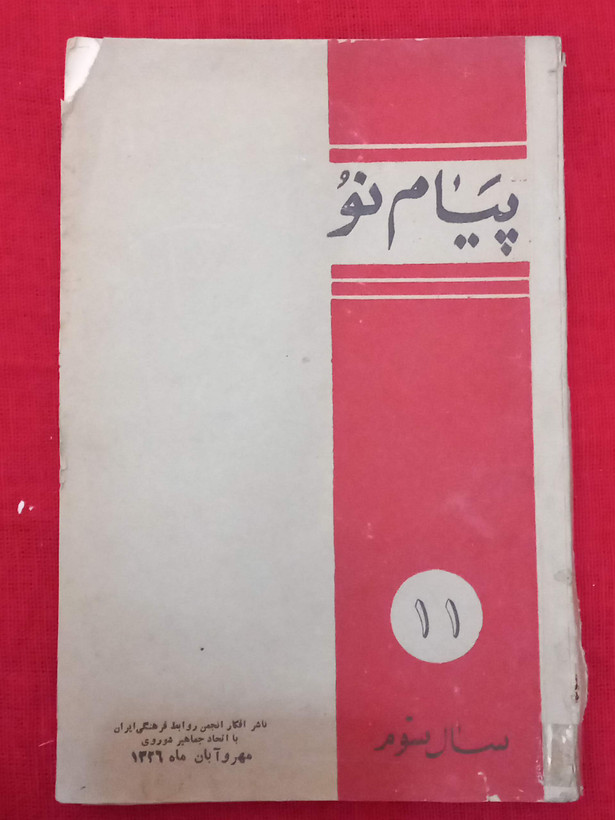 پیام نو
۱۱
سال سوم
ناشر افکار انجمن روابط فرهنگی ایران
با اتحاد جماهیر شوروی
مهر و آبان ماه ۱۳۲۶